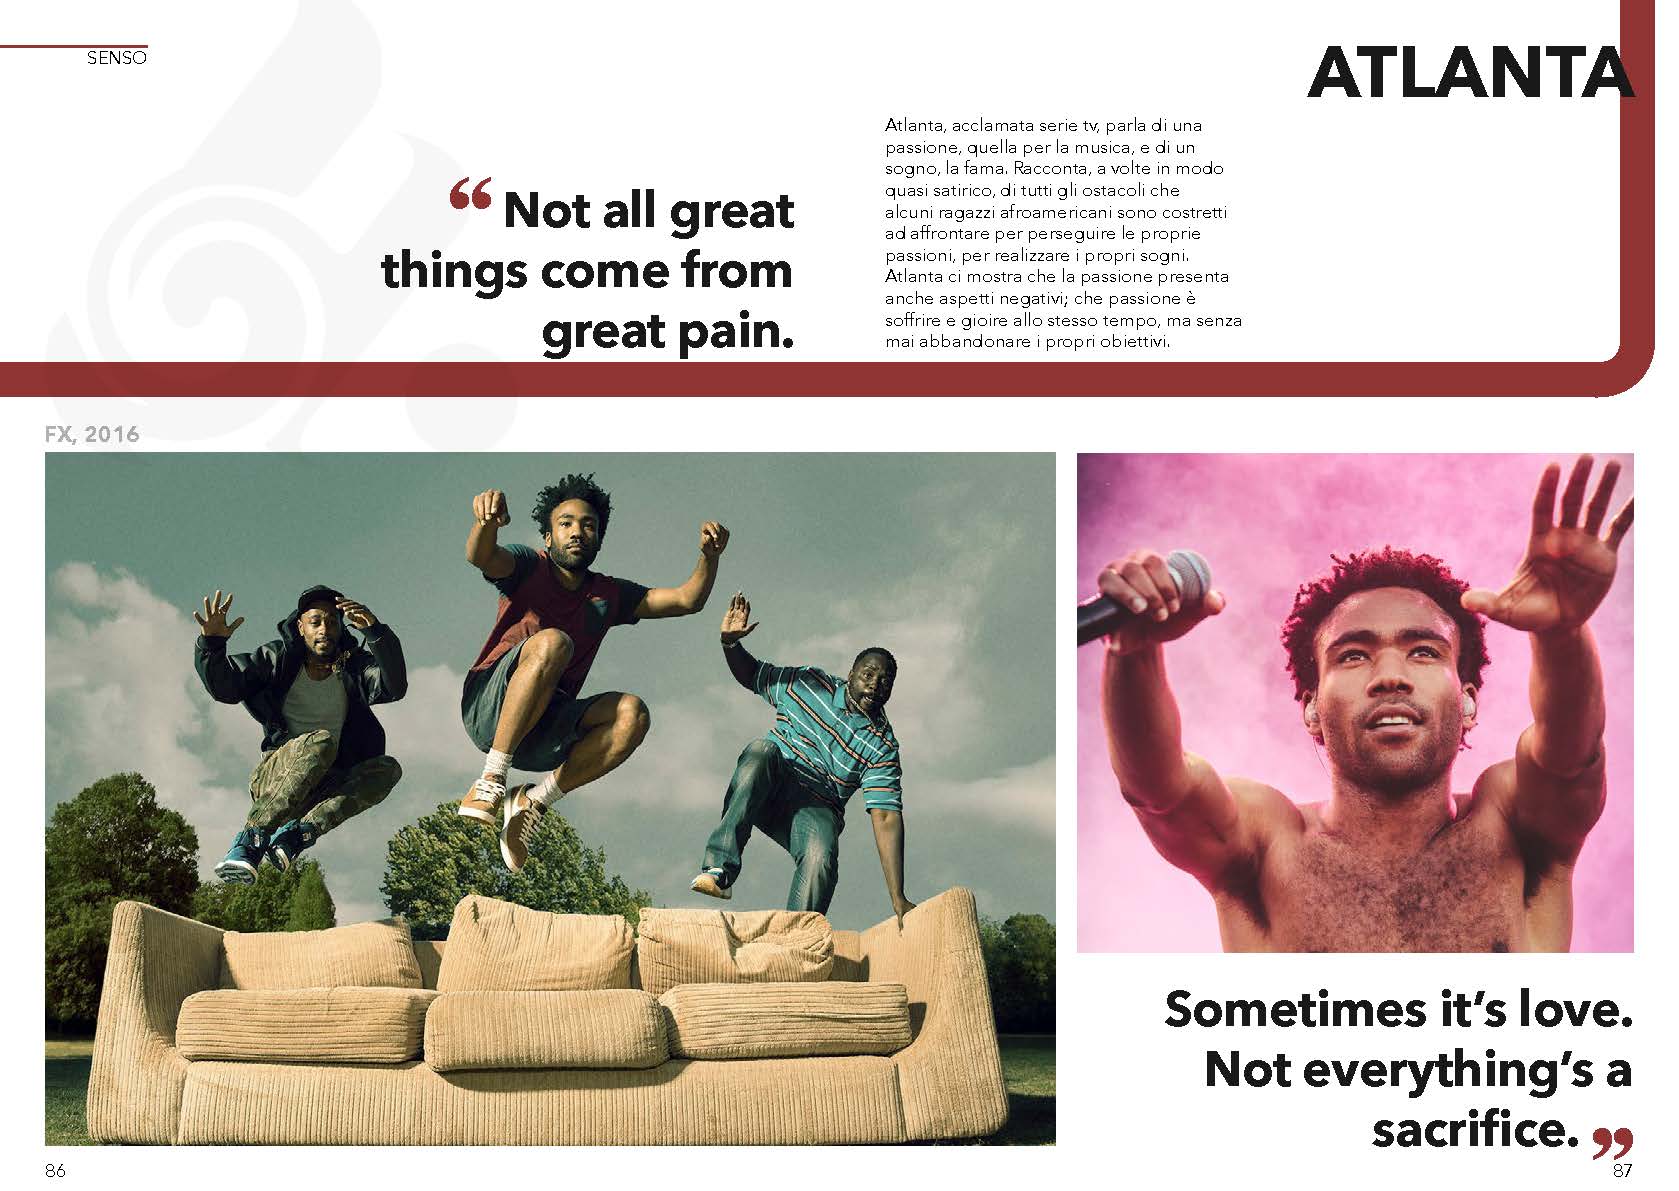 SENSO
ATLANTA
“ Not all great
things come from
great pain.
Atlanta, acclamata serie tv, parla di una
passione, quella per la musica, e di un
sogno, la fama. Racconta, a volte in modo
quasi satirico, di tutti gli ostacoli che
alcuni ragazzi afroamericani sono costretti
ad affrontare per perseguire le proprie
passioni, per realizzare i propri sogni.
Atlanta ci mostra che la passione presenta
anche aspetti negativi; che passione è
soffrire e gioire allo stesso tempo, ma senza
mai abbandonare i propri obiettivi.
FX, 2016
Sometimes it’s love.
Not everything’s a
sacrifice. ”
86
87